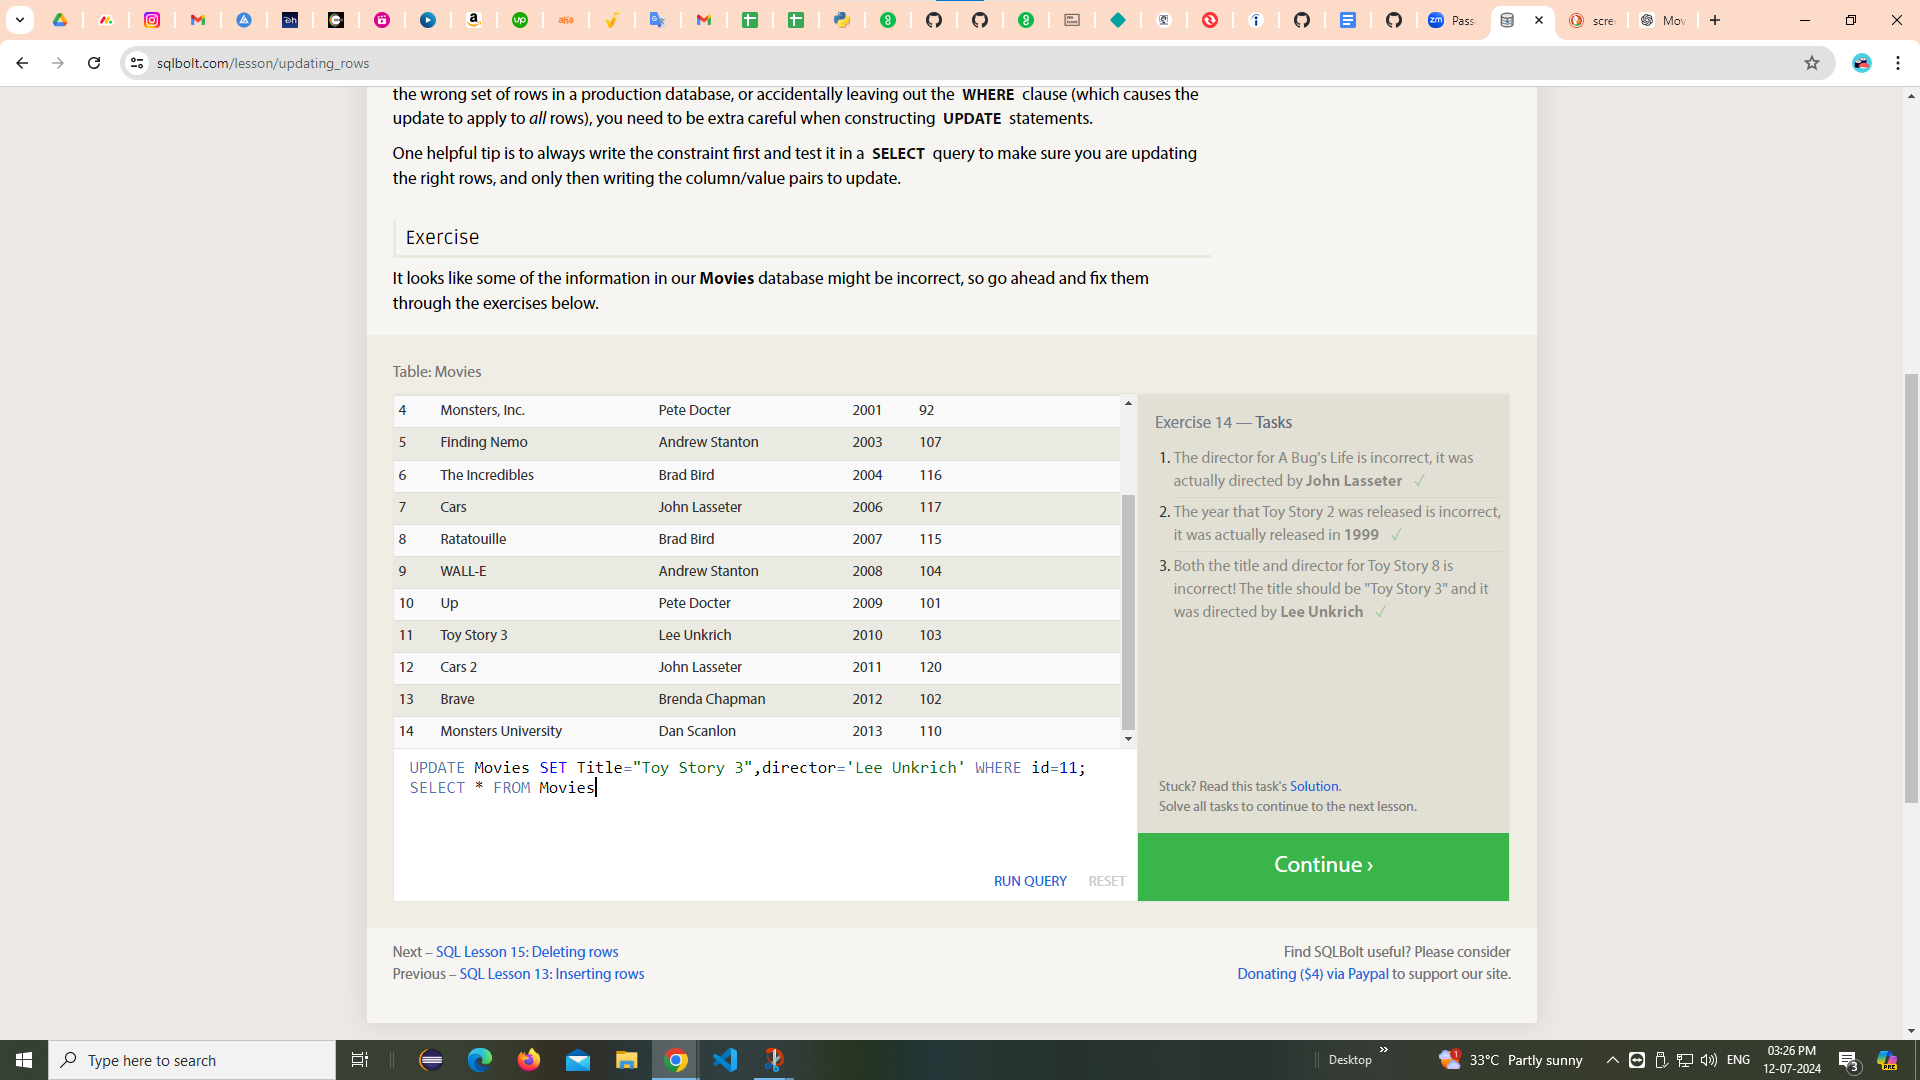 Pass
scre
Mov
sqlbolt.com/lesson/updating_rows
the wrong set of rows in a production database, or accidentally leaving out the WHERE clause (which causes the
update to apply to all rows), you need to be extra careful when constructing UPDATE statements.
One helpful tip is to always write the constraint first and test it in a SELECT query to make sure you are updating
the right rows, and only then writing the column/value pairs to update.
Exercise
It looks like some of the information in our Movies database might be incorrect, so go ahead and fix them
through the exercises below.
Table: Movies
4 Monsters, Inc. Pete Docter 2001 92
5 Finding Nemo Andrew Stanton 2003 107
6 The Incredibles Brad Bird 2004 116
7 Cars John Lasseter 2006 117
8 Ratatouille Brad Bird 2007 115
9 WALL-E Andrew Stanton 2008 104
10 Up Pete Docter 2009 101
11 Toy Story 3 Lee Unkrich 2010 103
12 Cars 2 John Lasseter 2011 120
13 Brave Brenda Chapman 2012 102
14 Monsters University Dan Scanlon 2013 110
UPDATE Movies SET Title="Toy Story 3",director='Lee Unkrich' WHERE id=11;
SELECT * FROM Movies
RUN QUERY RESET
Exercise 14 — Tasks
1. The director for A Bug's Life is incorrect, it was
actually directed by John Lasseter ✓
2. The year that Toy Story 2 was released is incorrect,
it was actually released in 1999 ✓
3. Both the title and director for Toy Story 8 is
incorrect! The title should be "Toy Story 3" and it
was directed by Lee Unkrich ✓
Stuck? Read this task's Solution.
Solve all tasks to continue to the next lesson.
Continue ›
Next – SQL Lesson 15: Deleting rows
Previous – SQL Lesson 13: Inserting rows
Find SQLBolt useful? Please consider
Donating ($4) via Paypal to support our site.
Type here to search
Desktop
33°C Partly sunny
ENG
03:26 PM
12-07-2024
3